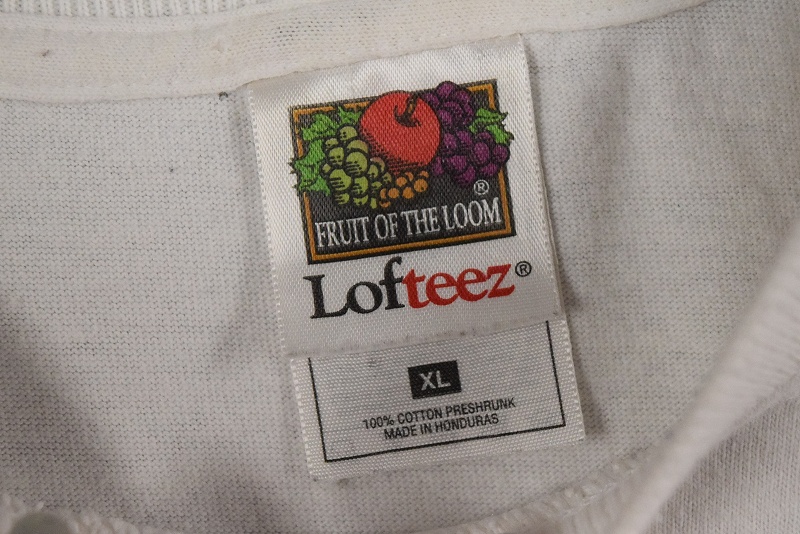 ®
FRUIT OF THE LOOM
Lofteez®
XL
100% COTTON PRESHRUNK
MADE IN HONDURAS